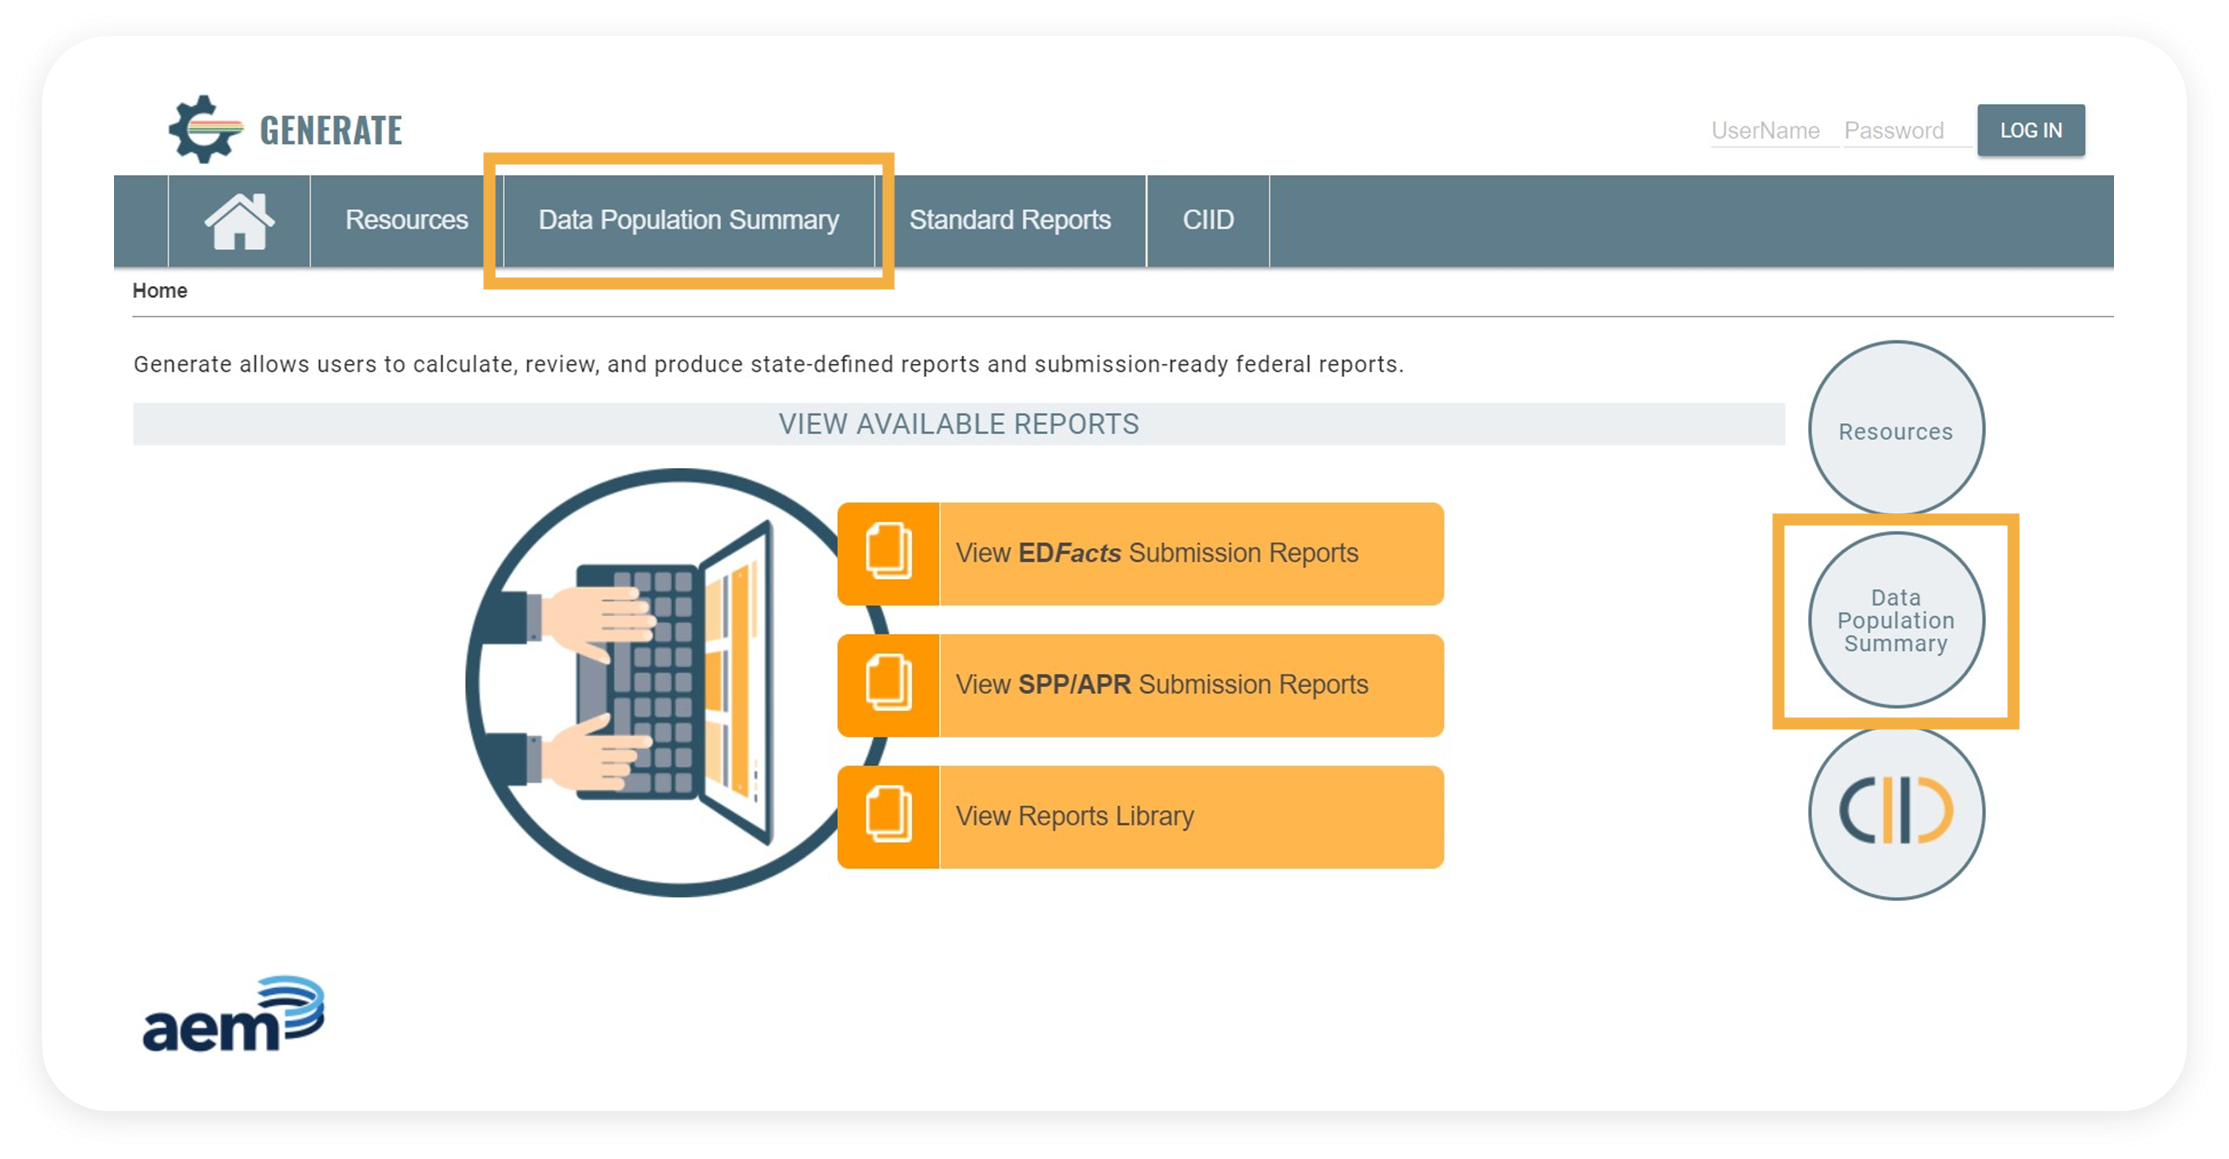 GENERATE
UserName Password LOG IN
Resources Data Population Summary Standard Reports CIID
Home
Generate allows users to calculate, review, and produce state-defined reports and submission-ready federal reports.
VIEW AVAILABLE REPORTS
View EDFacts Submission Reports
View SPP/APR Submission Reports
View Reports Library
Resources
Data
Population
Summary
CIID
aem